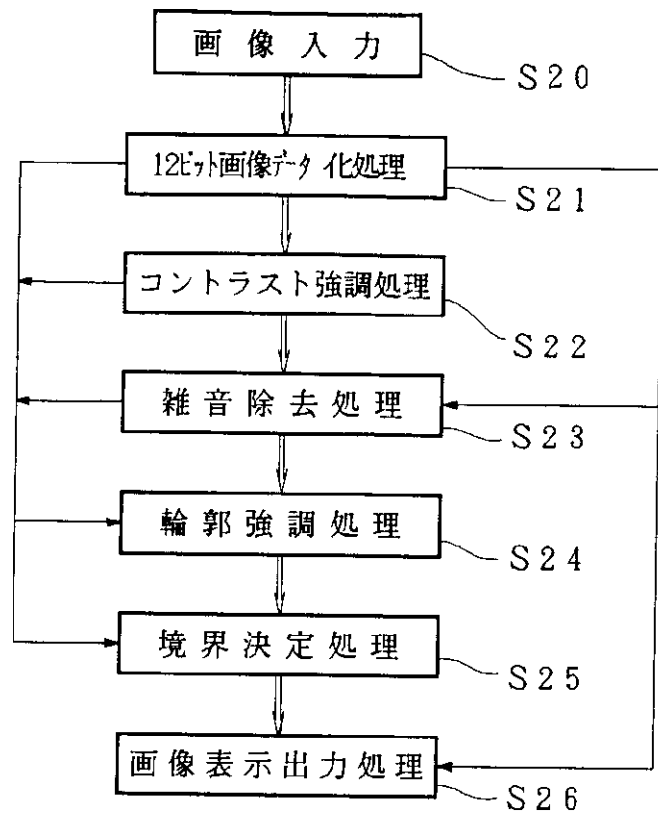 画像入力
S20
12ビット画像データ化処理
S21
コントラスト強調処理
S22
雑音除去処理
S23
輪郭強調処理
S24
境界決定処理
S25
画像表示出力処理
S26